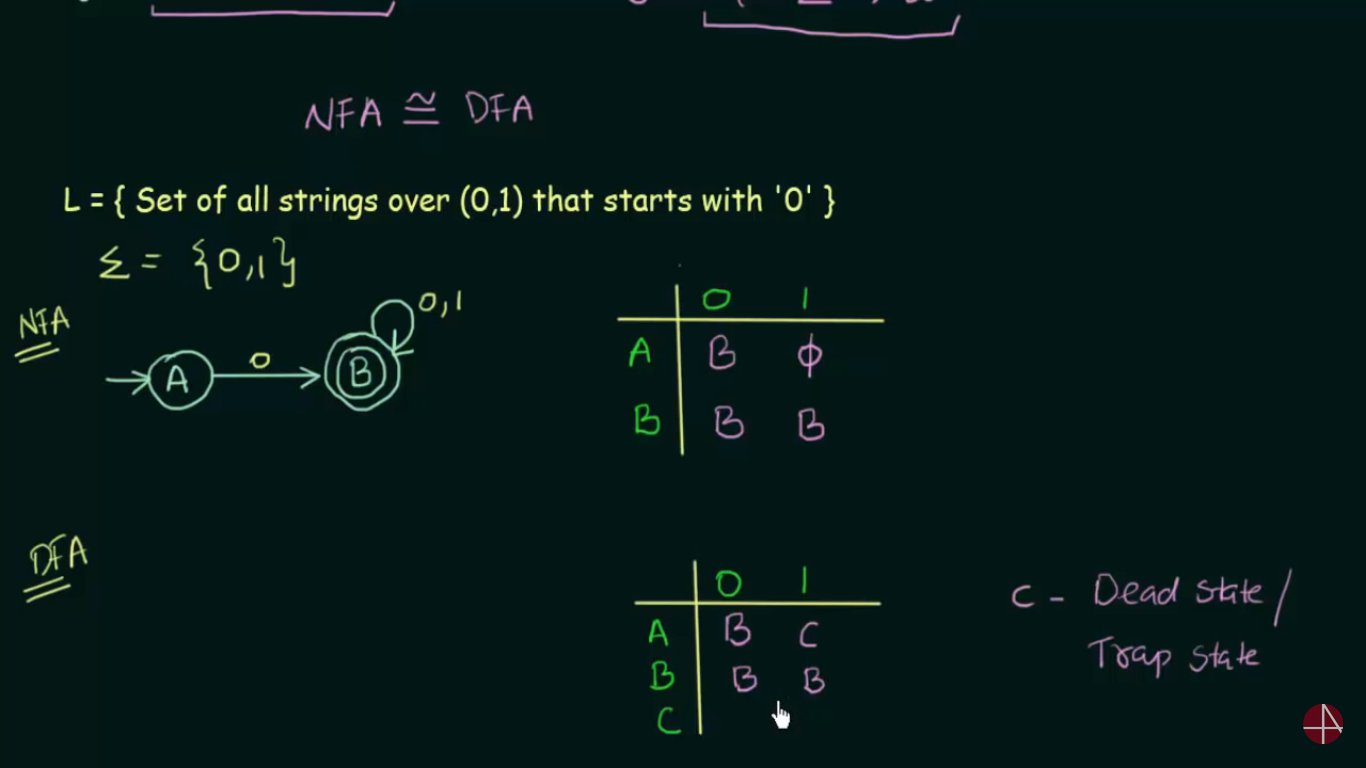 NFA ≅ DFA
L = { Set of all strings over (0,1) that starts with '0' }
Σ = {0,1}
NFA
A 0 B 0,1
0 1
A B ϕ
B B B
DFA
0 1
A B C
B B B
C
C - Dead state /
Trap state